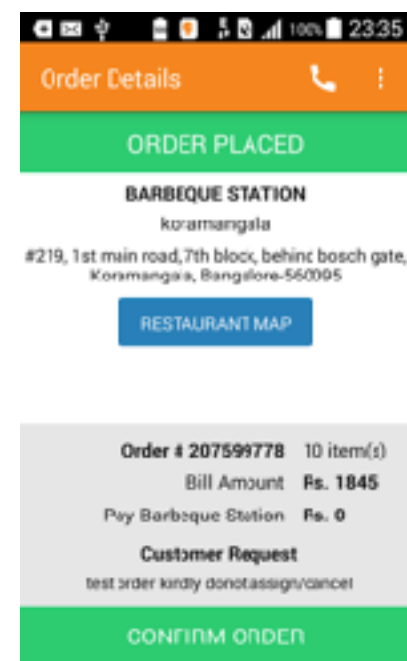 100% 23:35
Order Details
ORDER PLACED
BARBEQUE STATION
koramangala
#219, 1st main road,7th block, behind bosch gate,
Koramangala, Bangalore-560095
RESTAURANT MAP
Order # 207599778 10 item(s)
Bill Amount Rs. 1845
Pay Barbeque Station Rs. 0
Customer Request
test order kindly donot assign/cancel
CONFIRM ORDER